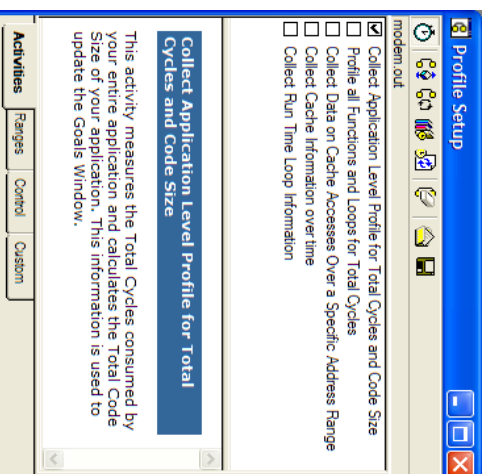 Profile Setup
modem.out
Collect Application Level Profile for Total Cycles and Code Size
Profile all Functions and Loops for Total Cycles
Collect Data on Cache Accesses Over a Specific Address Range
Collect Cache Information over time
Collect Run Time Loop Information
Collect Application Level Profile for Total
Cycles and Code Size
This activity measures the Total Cycles consumed by
your entire application and calculates the Total Code
Size of your application. This information is used to
update the Goals Window.
Activities Ranges Control Custom